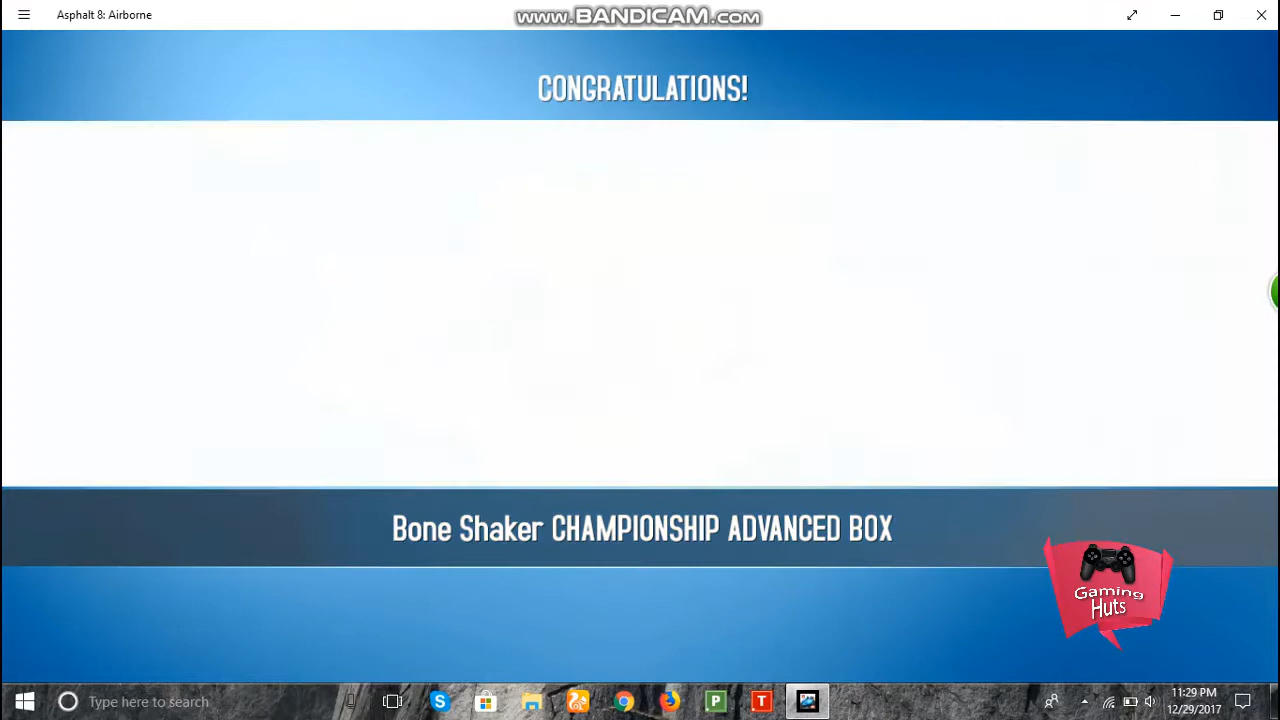 Asphalt 8: Airborne
www.BANDICAM.com
CONGRATULATIONS!
Bone Shaker CHAMPIONSHIP ADVANCED BOX
Gaming
Huts
Type here to search
11:29 PM
12/29/2017